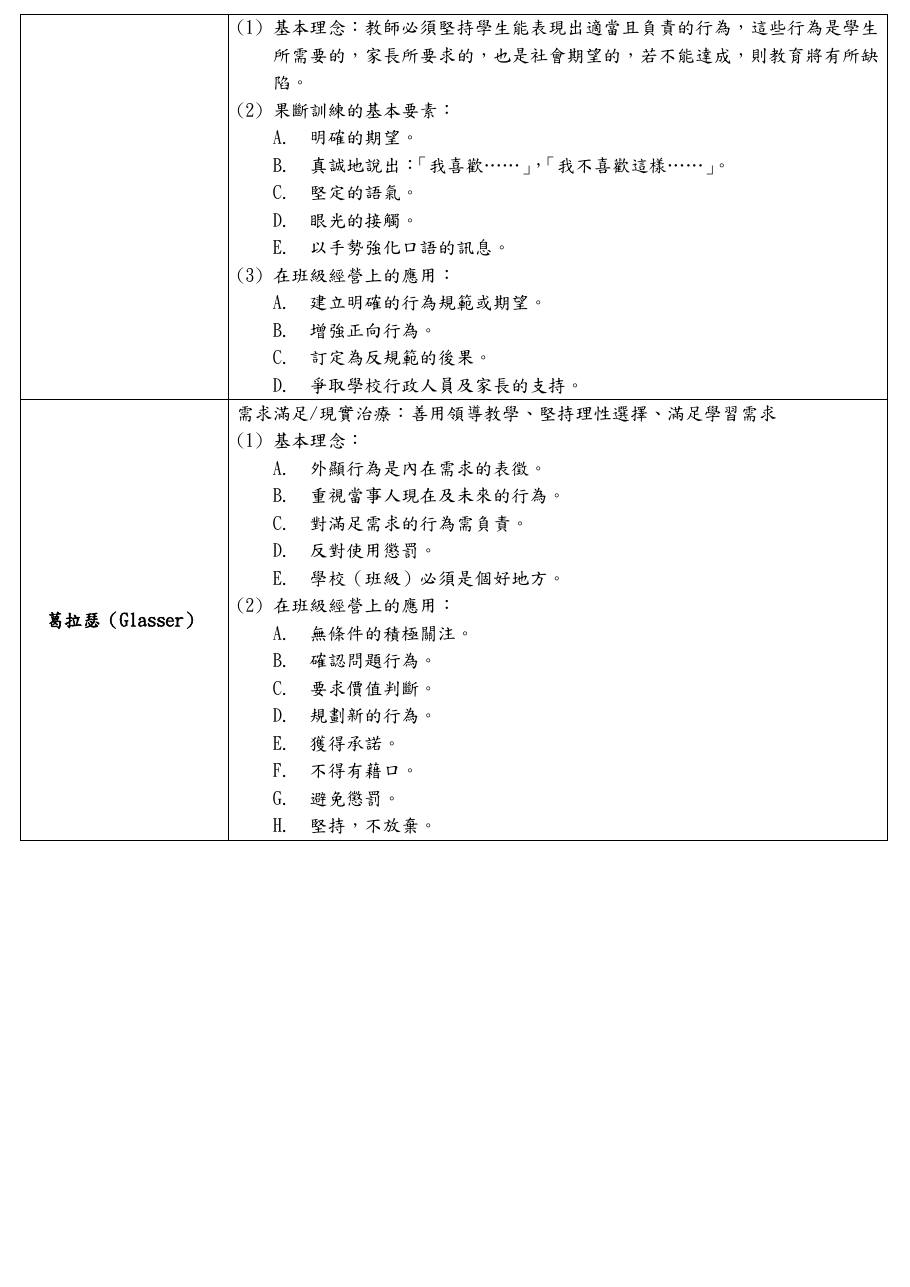 (1) 基本理念：教師必須堅持學生能表現出適當且負責的行為，這些行為是學生
所需要的，家長所要求的，也是社會期望的，若不能達成，則教育將有所缺
陷。
(2) 果斷訓練的基本要素：
A. 明確的期望。
B. 真誠地說出：「我喜歡……」，「我不喜歡這樣……」。
C. 堅定的語氣。
D. 眼光的接觸。
E. 以手勢強化口語的訊息。
(3) 在班級經營上的應用：
A. 建立明確的行為規範或期望。
B. 增強正向行為。
C. 訂定為反規範的後果。
D. 爭取學校行政人員及家長的支持。
葛拉瑟（Glasser）
需求滿足/現實治療：善用領導教學、堅持理性選擇、滿足學習需求
(1) 基本理念：
A. 外顯行為是內在需求的表徵。
B. 重視當事人現在及未來的行為。
C. 對滿足需求的行為需負責。
D. 反對使用懲罰。
E. 學校（班級）必須是個好地方。
(2) 在班級經營上的應用：
A. 無條件的積極關注。
B. 確認問題行為。
C. 要求價值判斷。
D. 規劃新的行為。
E. 獲得承諾。
F. 不得有藉口。
G. 避免懲罰。
H. 堅持，不放棄。